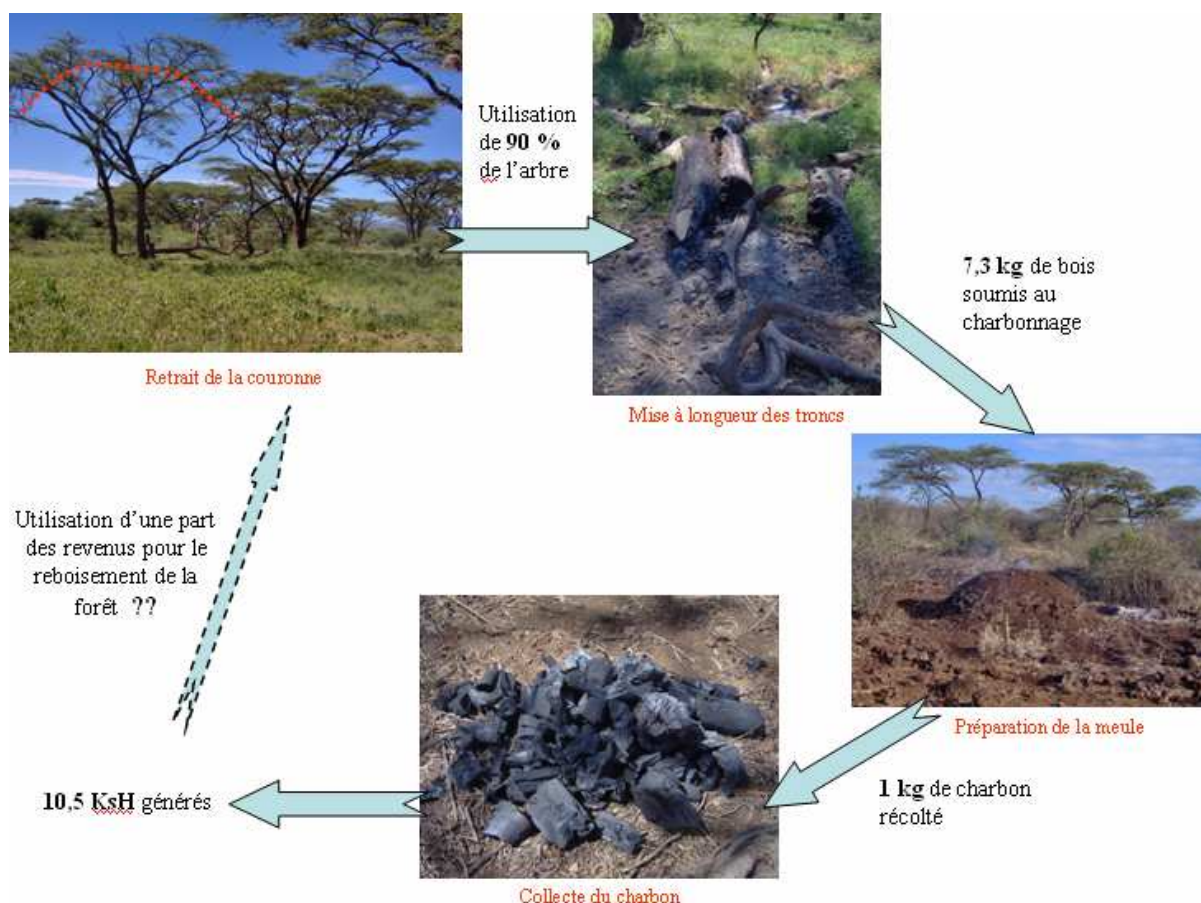 Utilisation
de 90 %
de l'arbre
Retrait de la couronne
Mise à longueur des troncs
7,3 kg de bois
soumis au
charbonnage
Préparation de la meule
1 kg de charbon
récolté
Collecte du charbon
10,5 KsH générés
Utilisation d'une part
des revenus pour le
reboisement de la
forêt ??